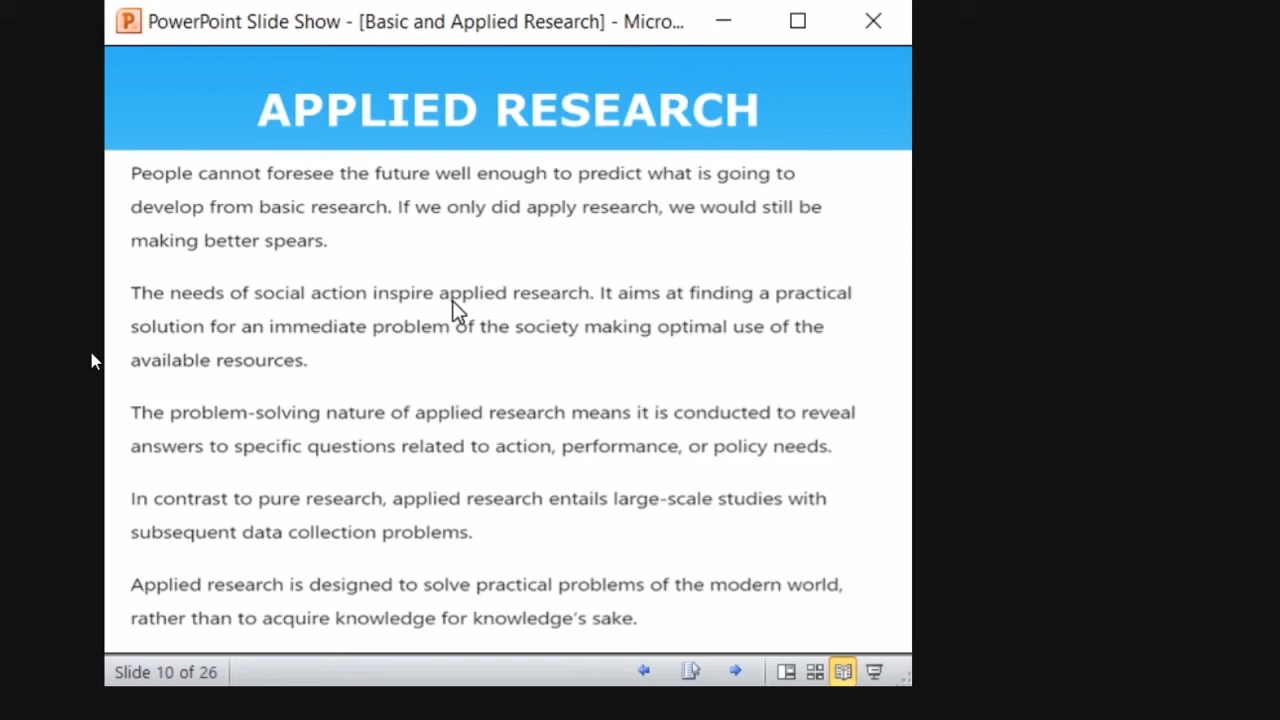 PowerPoint Slide Show - [Basic and Applied Research] - Micro...
APPLIED RESEARCH
People cannot foresee the future well enough to predict what is going to
develop from basic research. If we only did apply research, we would still be
making better spears.
The needs of social action inspire applied research. It aims at finding a practical
solution for an immediate problem of the society making optimal use of the
available resources.
The problem-solving nature of applied research means it is conducted to reveal
answers to specific questions related to action, performance, or policy needs.
In contrast to pure research, applied research entails large-scale studies with
subsequent data collection problems.
Applied research is designed to solve practical problems of the modern world,
rather than to acquire knowledge for knowledge's sake.
Slide 10 of 26